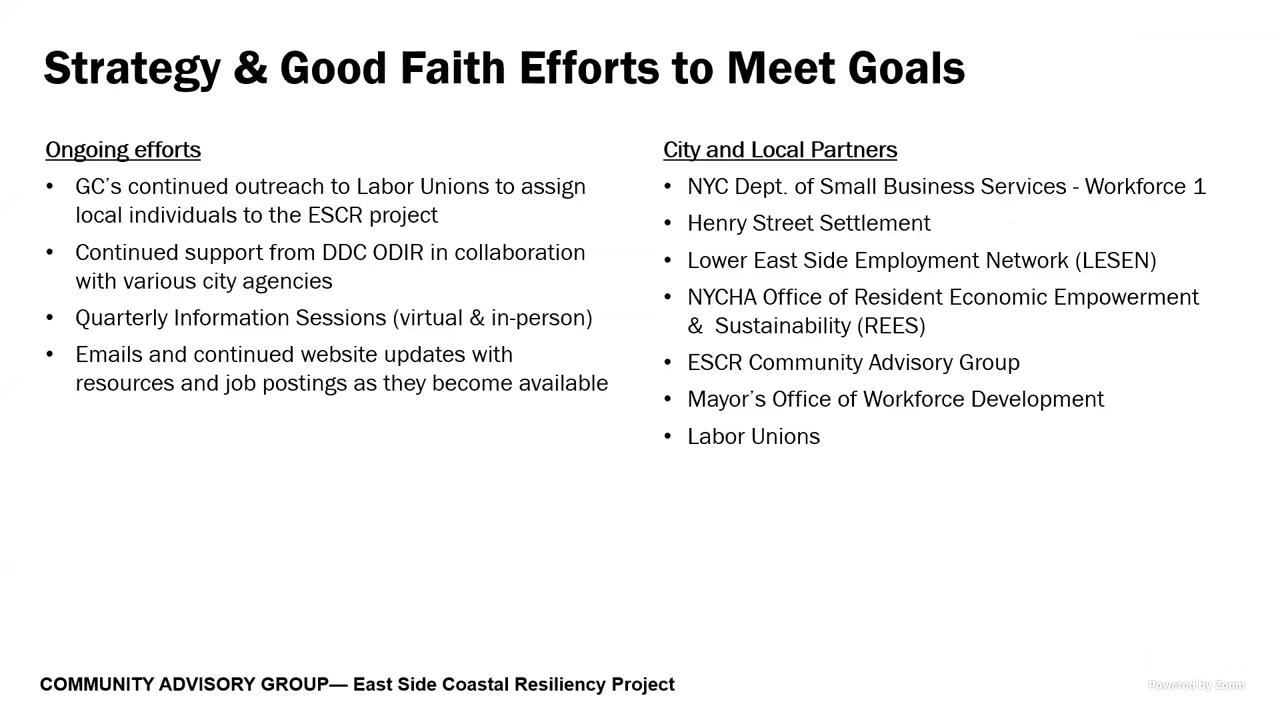 Strategy & Good Faith Efforts to Meet Goals
Ongoing efforts
• GC’s continued outreach to Labor Unions to assign
local individuals to the ESCR project
• Continued support from DDC ODIR in collaboration
with various city agencies
• Quarterly Information Sessions (virtual & in-person)
• Emails and continued website updates with
resources and job postings as they become available
City and Local Partners
• NYC Dept. of Small Business Services - Workforce 1
• Henry Street Settlement
• Lower East Side Employment Network (LESEN)
• NYCHA Office of Resident Economic Empowerment
& Sustainability (REES)
• ESCR Community Advisory Group
• Mayor’s Office of Workforce Development
• Labor Unions
COMMUNITY ADVISORY GROUP— East Side Coastal Resiliency Project
Powered by Zoom